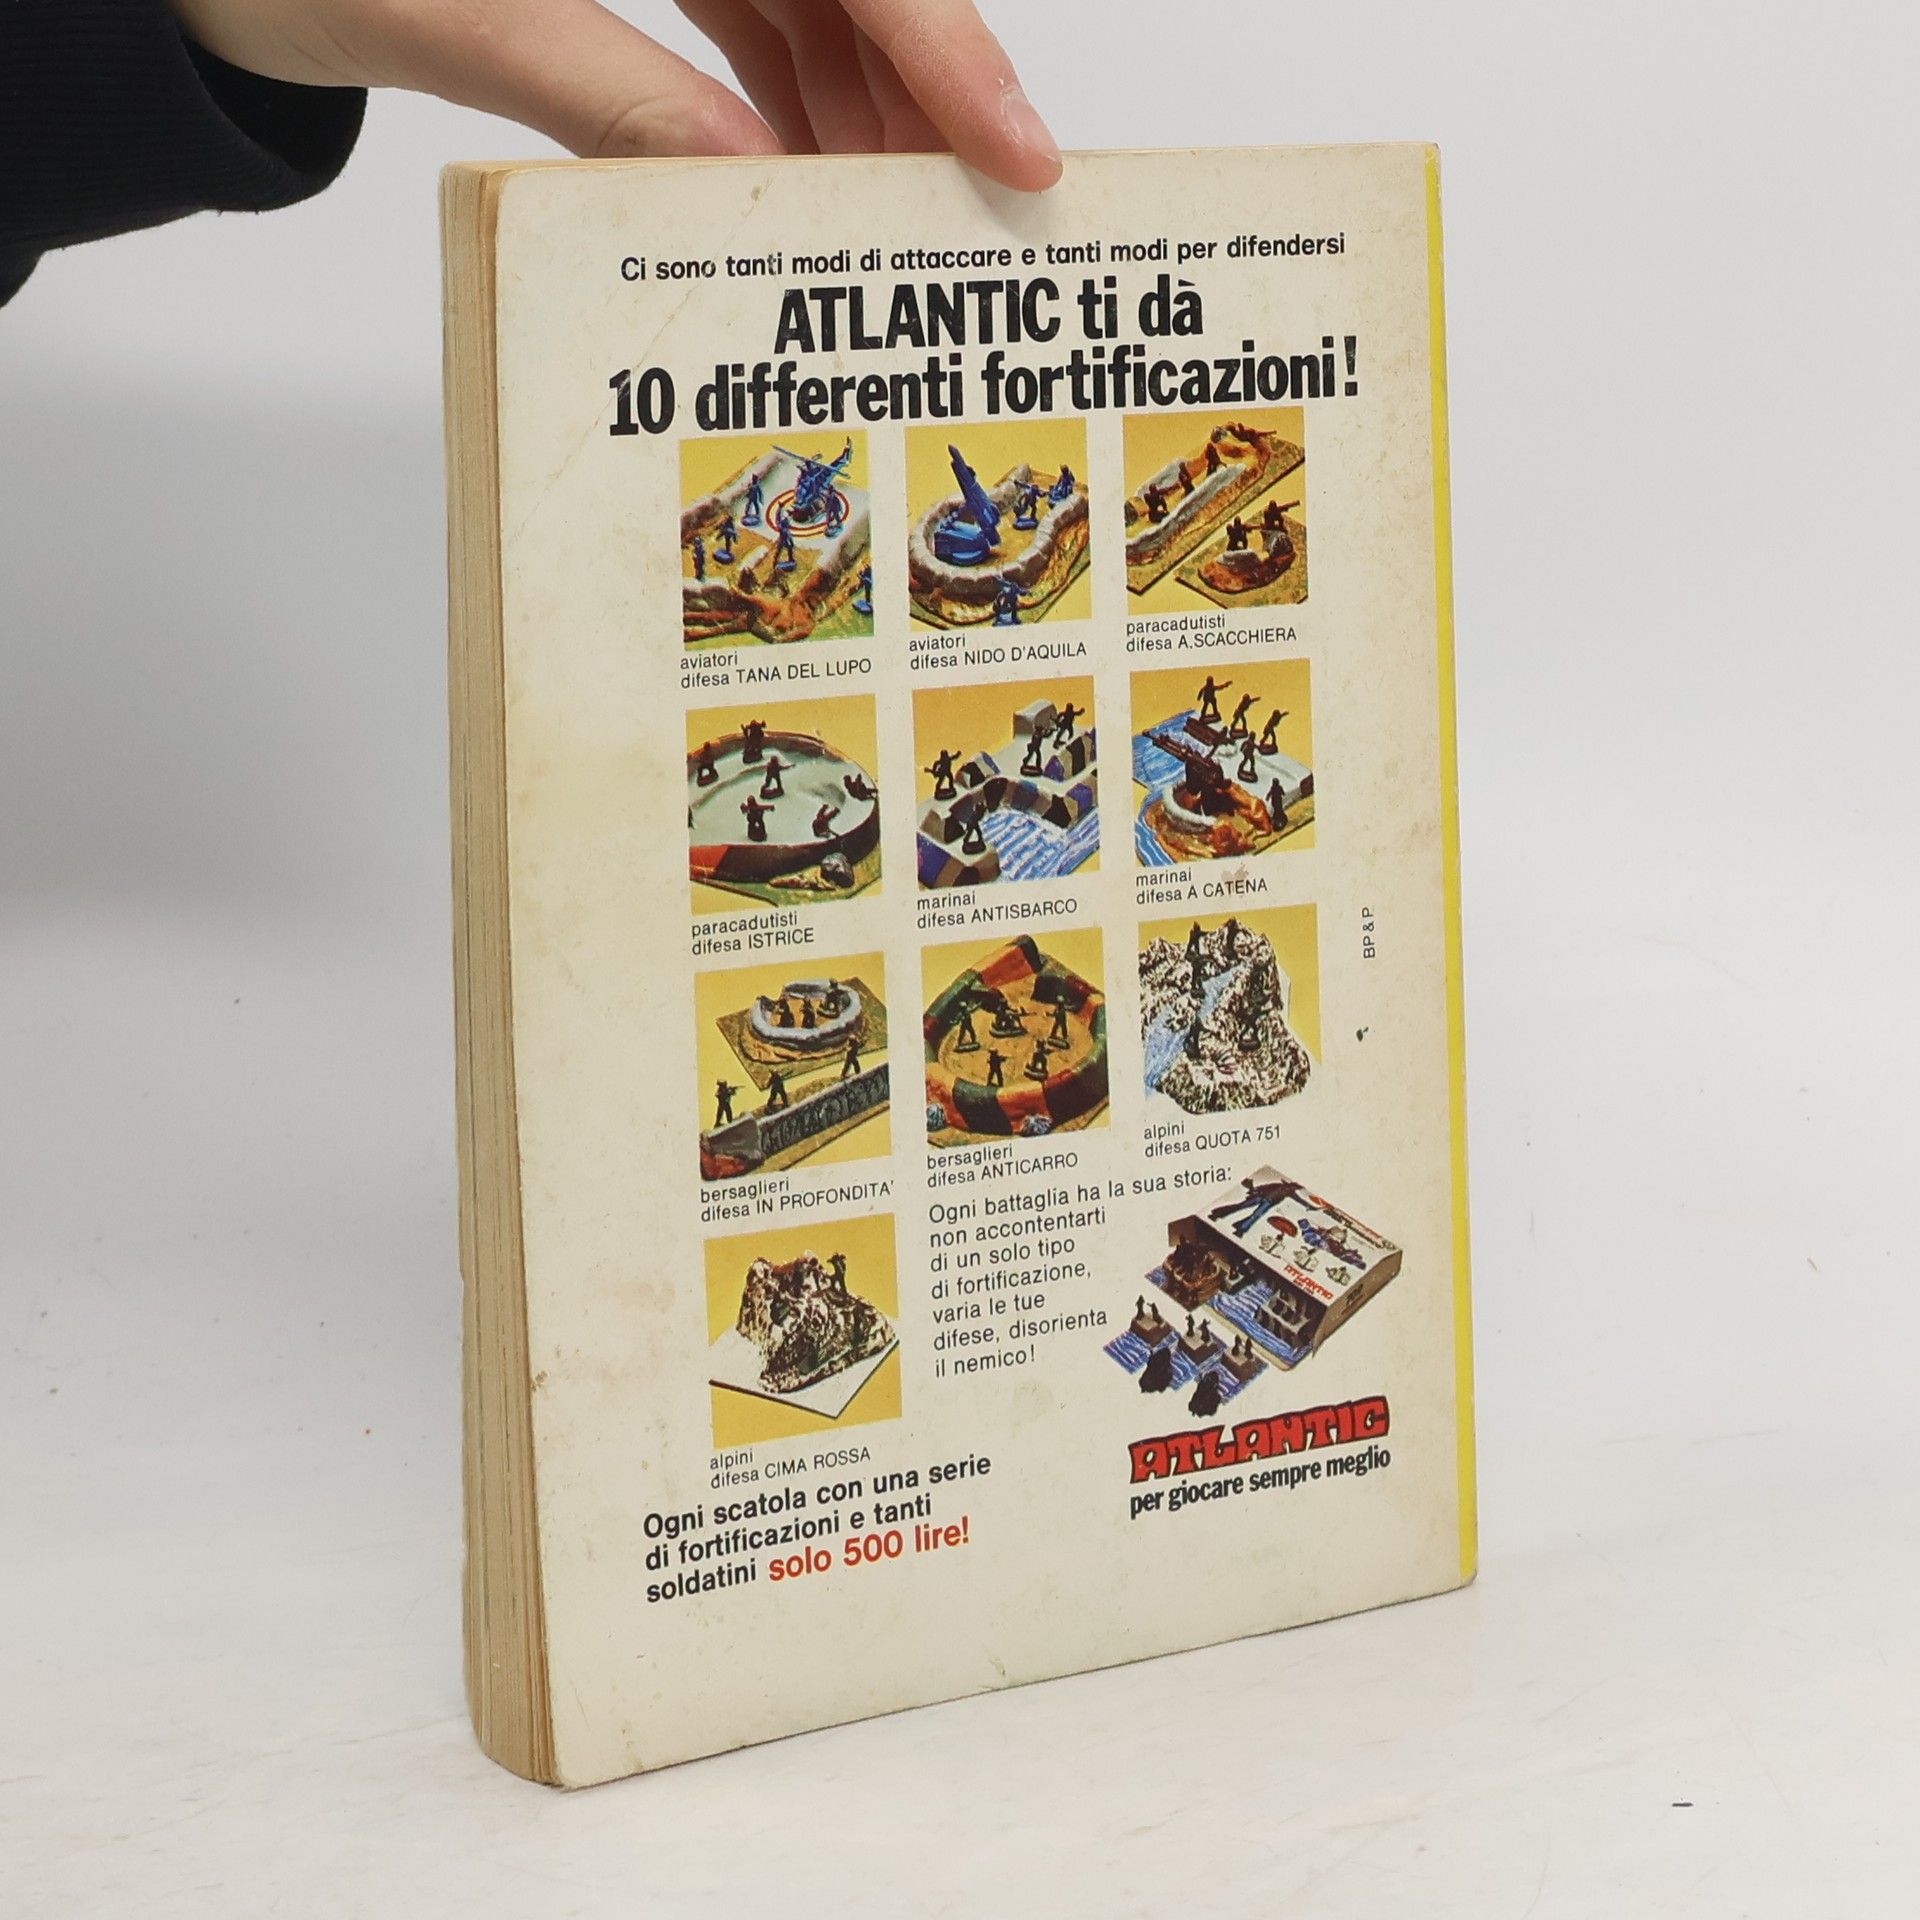 Ci sono tanti modi di attaccare e tanti modi per difendersi
ATLANTIC ti dà
10 differenti fortificazioni!
aviatori
difesa TANA DEL LUPO
aviatori
difesa NIDO D'AQUILA
paracadutisti
difesa A.SCACCHIERA
paracadutisti
difesa ISTRICE
marinai
difesa ANTISBARCO
marinai
difesa A CATENA
BP&P
bersaglieri
difesa IN PROFONDITA'
bersaglieri
difesa ANTICARRO
alpini
difesa QUOTA 751
alpini
difesa CIMA ROSSA
Ogni battaglia ha la sua storia:
non accontentarti
di un solo tipo
di fortificazione,
varia le tue
difese, disorienta
il nemico!
ATLANTIC
Ogni scatola con una serie
di fortificazioni e tanti
soldatini solo 500 lire!
ATLANTIC
per giocare sempre meglio